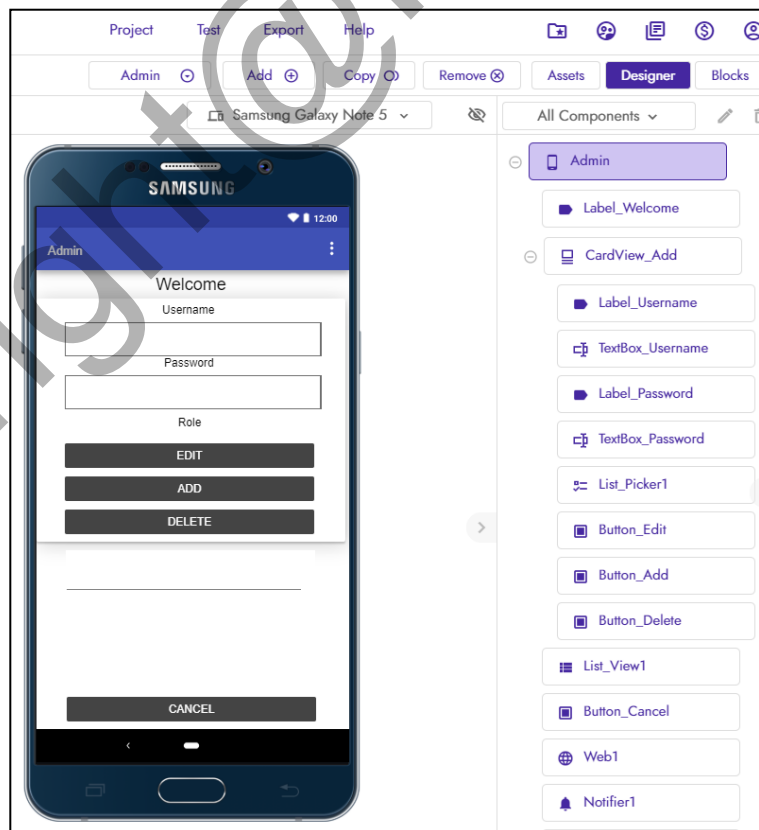 Project Test Export Help
Admin Add Copy Remove Assets Designer Blocks
Samsung Galaxy Note 5 All Components
SAMSUNG
12:00
Admin
Welcome
Username
Password
Role
EDIT
ADD
DELETE
CANCEL
Admin
Label_Welcome
CardView_Add
Label_Username
TextBox_Username
Label_Password
TextBox_Password
List_Picker1
Button_Edit
Button_Add
Button_Delete
List_View1
Button_Cancel
Web1
Notifier1